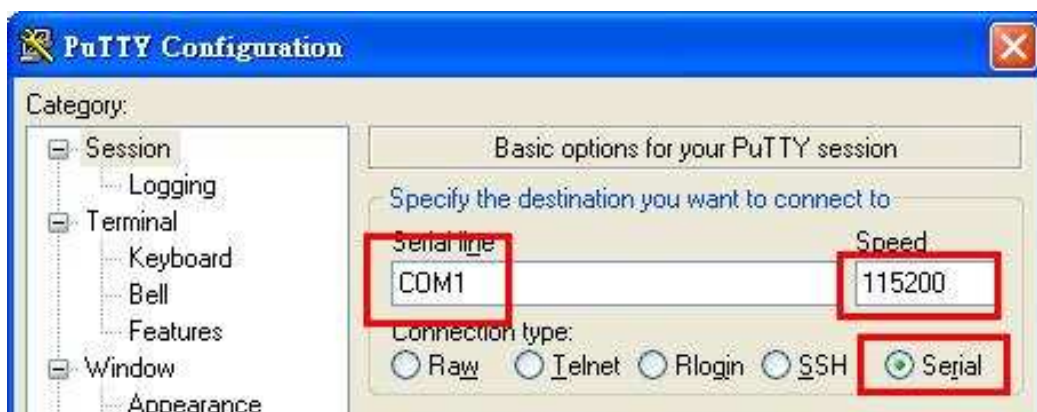 PuTTY Configuration
Category:
Session
Logging
Terminal
Keyboard
Bell
Features
Window
Appearance
Basic options for your PuTTY session
Specify the destination you want to connect to
Serial line Speed
COM1 115200
Connection type:
Raw Telnet Rlogin SSH Serial